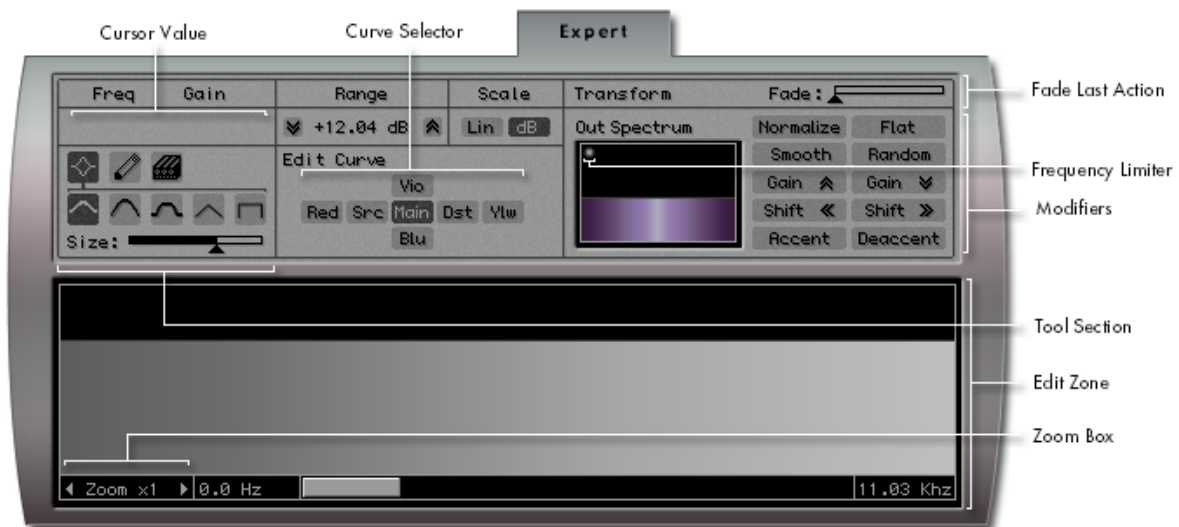 Cursor Value
Curve Selector
Expert
Freq Gain Range Scale Transform Fade:
Fade Last Action
+12.04 dB Lin dB Out Spectrum Normalize Flat
Edit Curve Smooth Random
Frequency Limiter
Vio Gain Gain
Red Src Main Dst Ylw Shift Shift
Modifiers
Size: Blu Accent Deaccent
Tool Section
Edit Zone
Zoom Box
Zoom x1 0.0 Hz 11.03 Khz